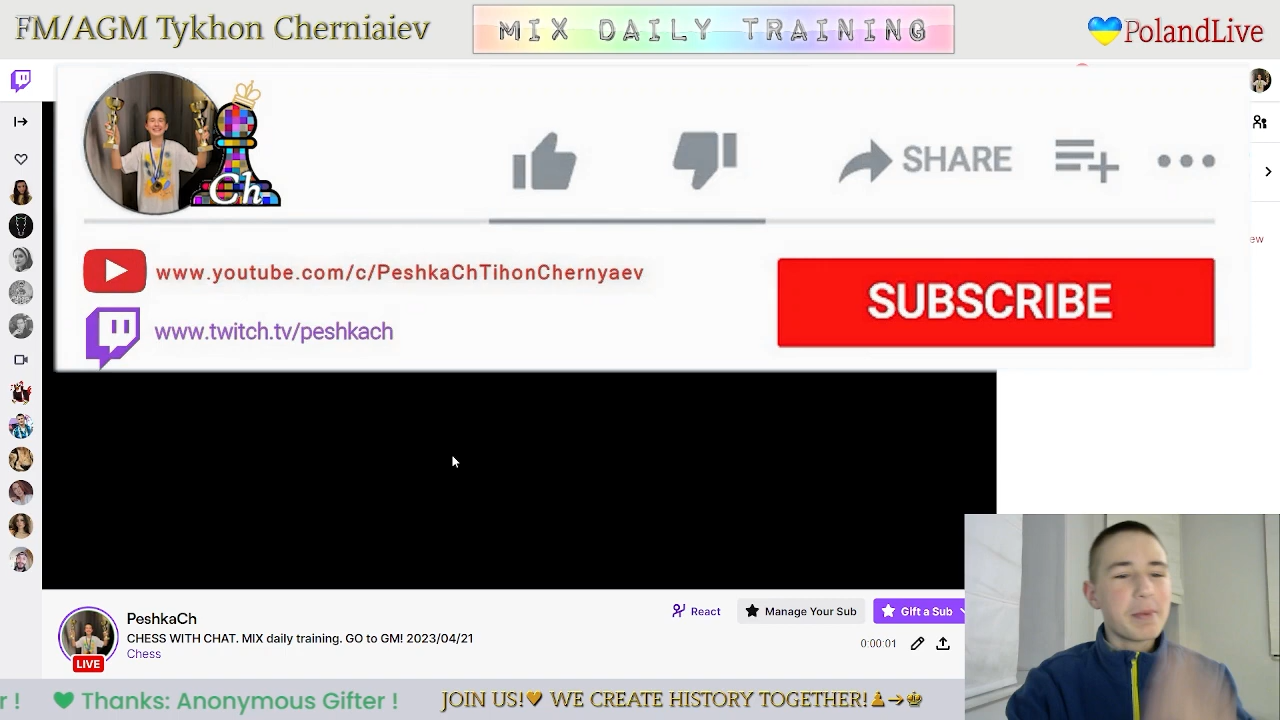 FM/AGM Tykhon Cherniaiev
MIX DAILY TRAINING
PolandLive
Ch
SHARE
www.youtube.com/c/PeshkaChTihonChernyaev
SUBSCRIBE
www.twitch.tv/peshkach
ew
PeshkaCh
React
Manage Your Sub
Gift a Sub
CHESS WITH CHAT. MIX daily training. GO to GM! 2023/04/21
Chess
0:00:01
LIVE
r !
Thanks: Anonymous Gifter !
JOIN US!🧡 WE CREATE HISTORY TOGETHER!♟→♚